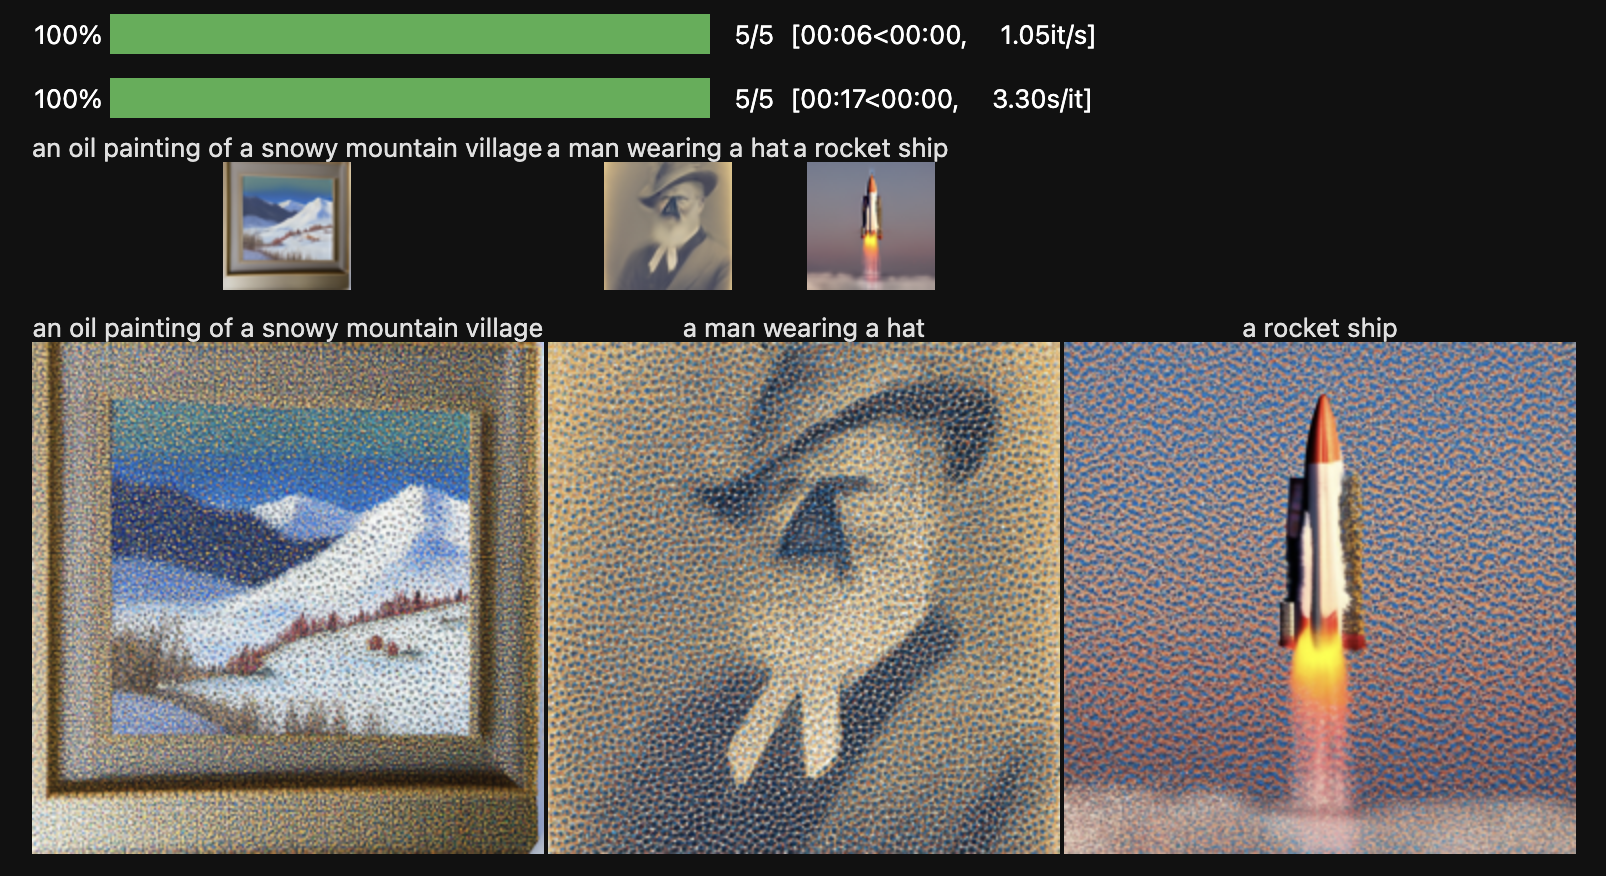 100% 5/5 [00:06<00:00, 1.05it/s]
100% 5/5 [00:17<00:00, 3.30s/it]
an oil painting of a snowy mountain village a man wearing a hat a rocket ship
an oil painting of a snowy mountain village a man wearing a hat a rocket ship